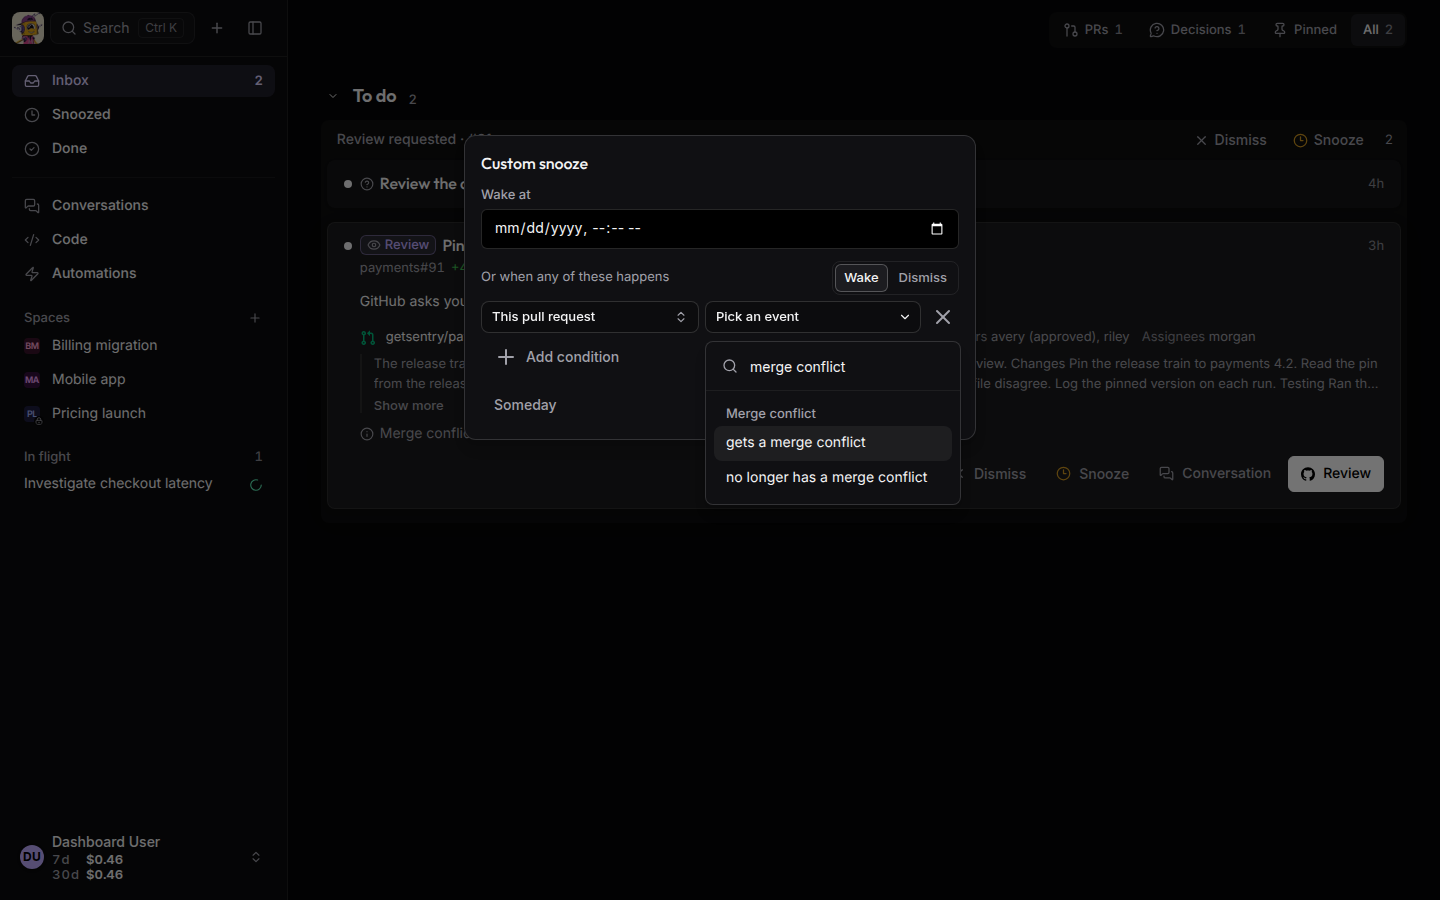 Search Ctrl K
Inbox 2
Snoozed
Done
Conversations
Code
Automations
Spaces
BM Billing migration
MA Mobile app
PL Pricing launch
In flight 1
Investigate checkout latency
DU Dashboard User
7d $0.46
30d $0.46
PRs 1 Decisions 1 Pinned All 2
To do 2
Review requested · Dismiss Snooze 2
Review the 4h
Review Pin 3h
payments#91
GitHub asks you
getsentry/pa rs avery (approved), riley Assignees morgan
The release trai view. Changes Pin the release train to payments 4.2. Read the pin
from the releas file disagree. Log the pinned version on each run. Testing Ran th...
Show more
Merge conflic
Dismiss Snooze Conversation Review
Custom snooze
Wake at
mm/dd/yyyy, --:-- --
Or when any of these happens Wake Dismiss
This pull request Pick an event
Add condition
Someday
merge conflict
Merge conflict
gets a merge conflict
no longer has a merge conflict